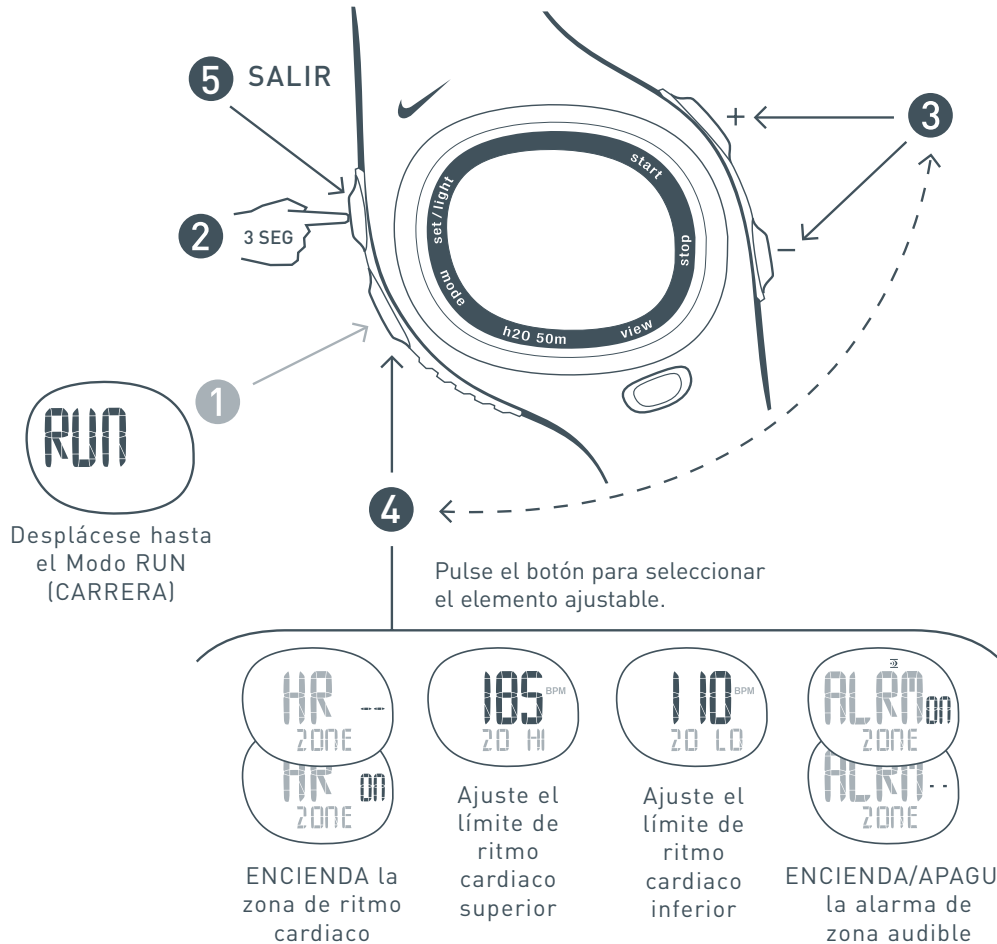 5 SALIR
+
3
start
set/light
2
3 SEG
stop
–
mode
h2O 50m
view
1
RUN
Desplácese hasta
el Modo RUN
(CARRERA)
4
Pulse el botón para seleccionar
el elemento ajustable.
HR --
ZONE
HR ON
ZONE
ENCIENDA la
zona de ritmo
cardiaco
185 BPM
ZO HI
Ajuste el
límite de
ritmo
cardiaco
superior
110 BPM
ZO LO
Ajuste el
límite de
ritmo
cardiaco
inferior
ALRM ON
ZONE
ALRM --
ZONE
ENCIENDA/APAGU
la alarma de
zona audible